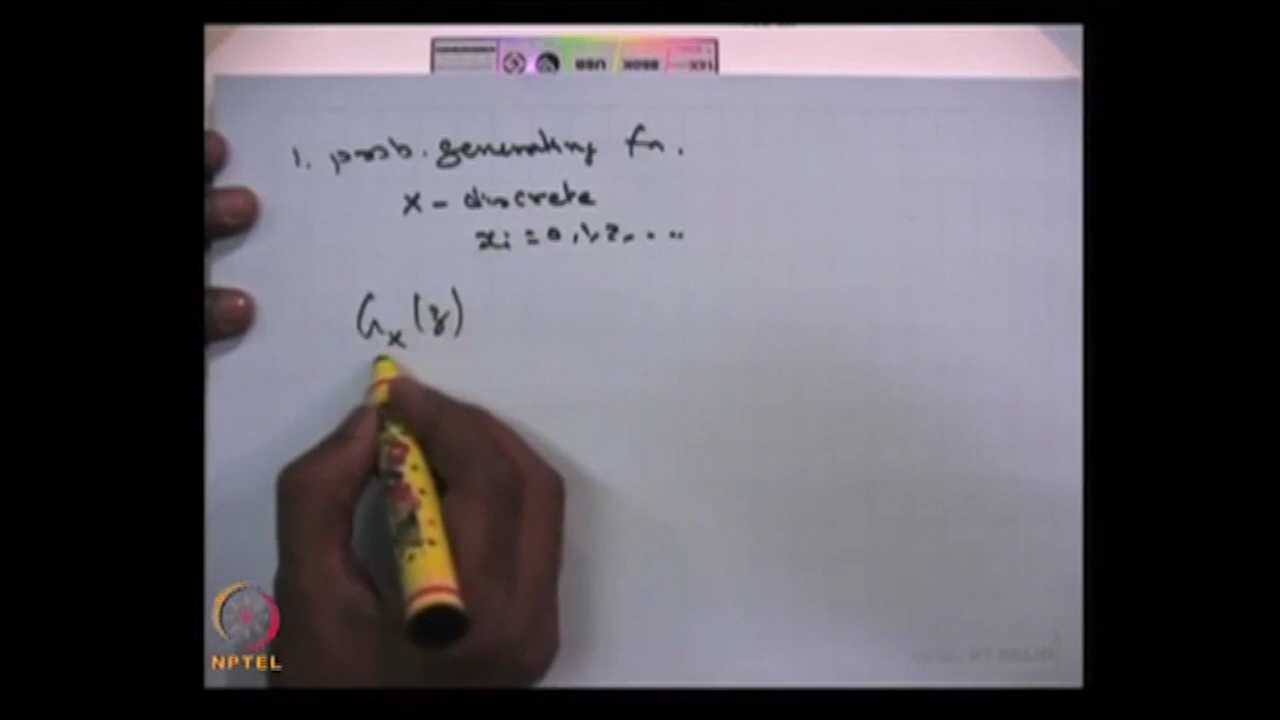 1. prob. generating fn.
X - discrete
xi = 0, 1, 2, . . ..
Gx(z)
NPTEL